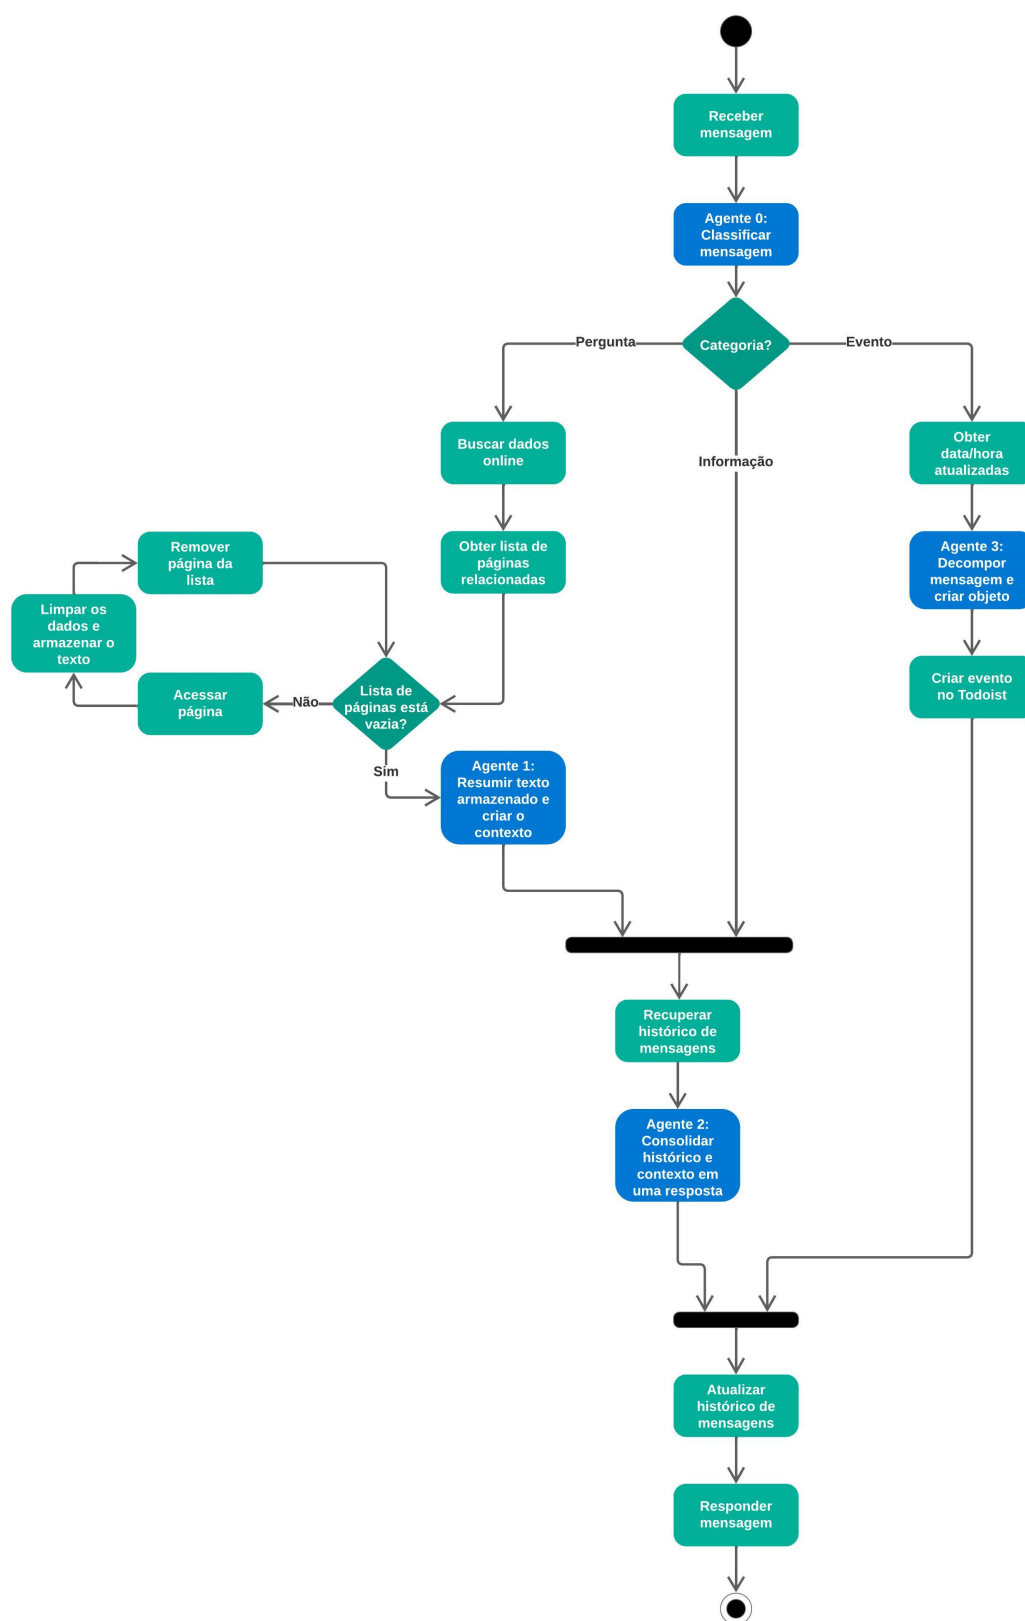 Receber
mensagem
Agente 0:
Classificar
mensagem
Categoria?
Pergunta
Evento
Informação
Buscar dados
online
Obter lista de
páginas
relacionadas
Remover
página da
lista
Limpar os
dados e
armazenar o
texto
Acessar
página
Não
Lista de
páginas está
vazia?
Sim
Agente 1:
Resumir texto
armazenado e
criar o
contexto
Obter
data/hora
atualizadas
Agente 3:
Decompor
mensagem e
criar objeto
Criar evento
no Todoist
Recuperar
histórico de
mensagens
Agente 2:
Consolidar
histórico e
contexto em
uma resposta
Atualizar
histórico de
mensagens
Responder
mensagem